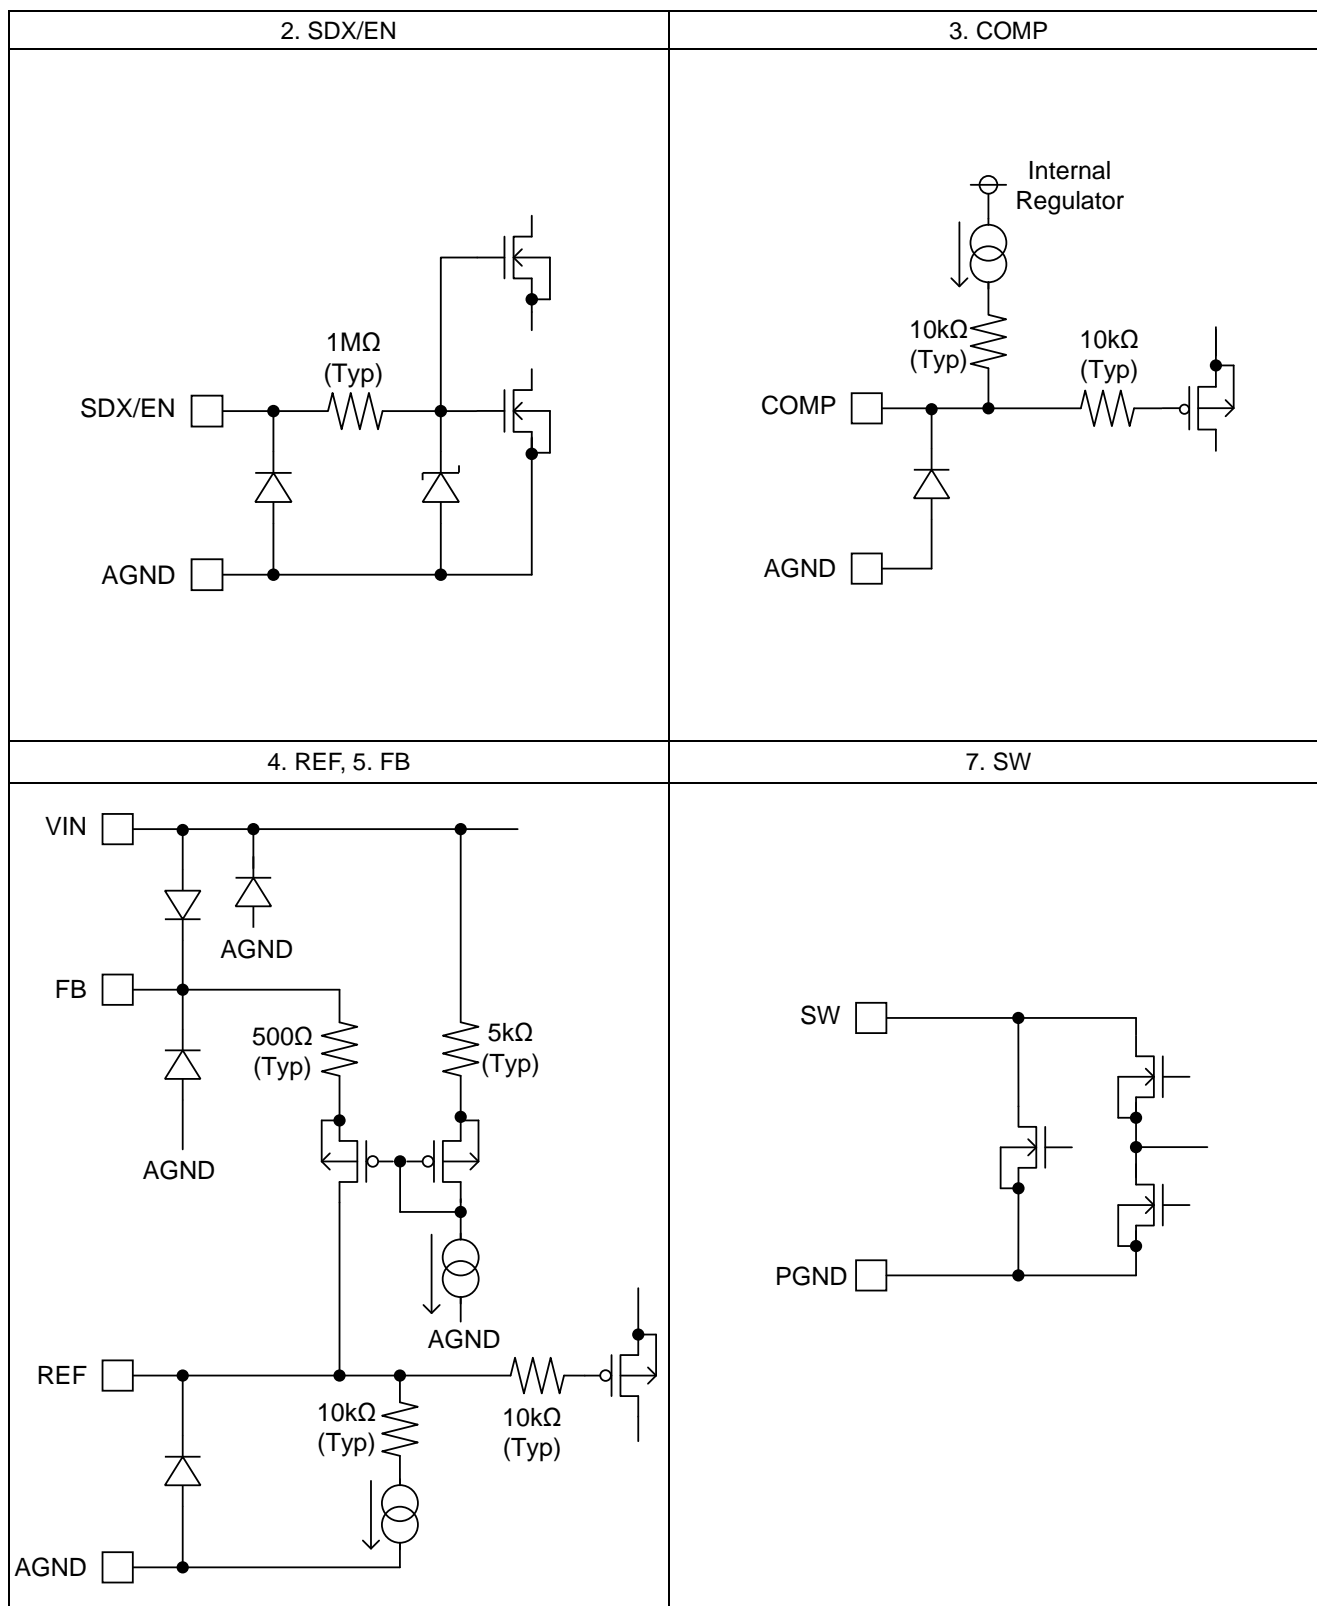 2. SDX/EN
3. COMP
1MΩ
(Typ)
SDX/EN
AGND
Internal
Regulator
10kΩ
(Typ)
10kΩ
(Typ)
COMP
AGND
4. REF, 5. FB
7. SW
VIN
AGND
FB
500Ω
(Typ)
5kΩ
(Typ)
AGND
AGND
REF
10kΩ
(Typ)
10kΩ
(Typ)
AGND
SW
PGND